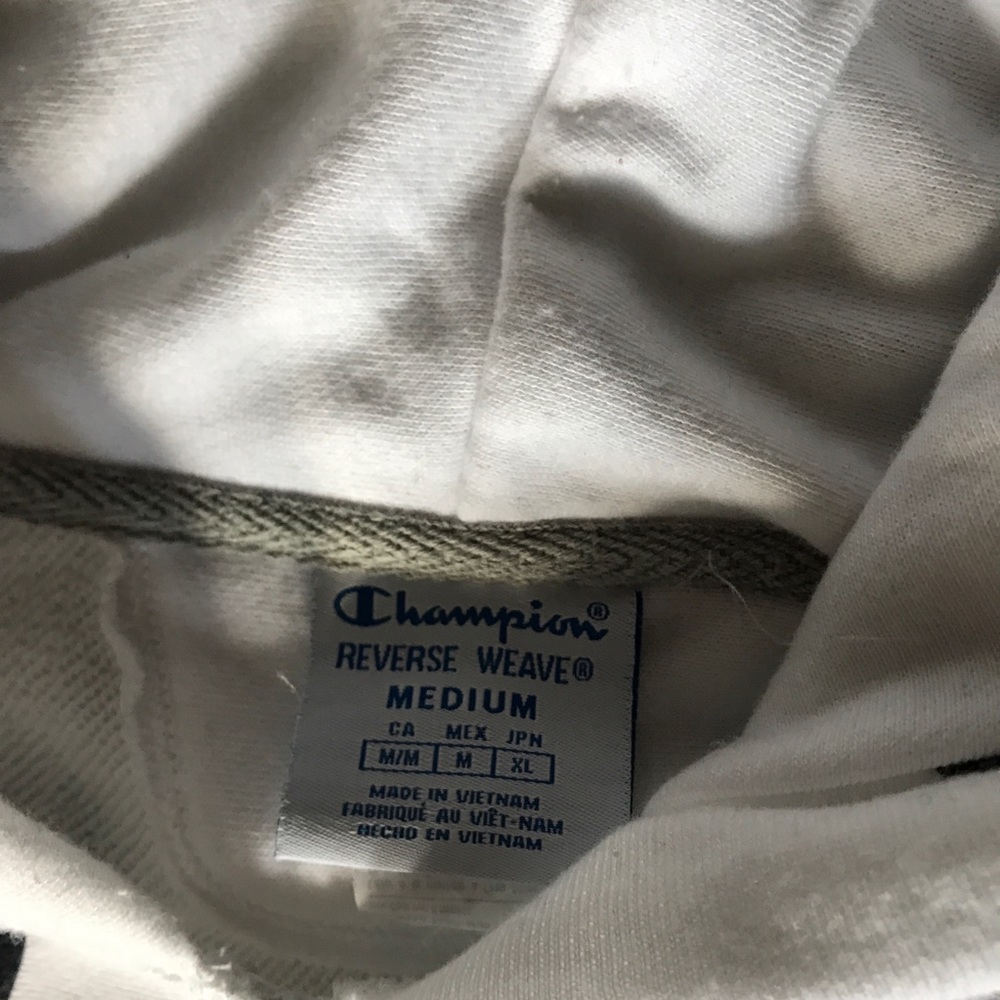 Champion®
REVERSE WEAVE®
MEDIUM
CA MEX JPN
M/M M XL
MADE IN VIETNAM
FABRIQUÉ AU VIÊT-NAM
HECHO EN VIETNAM